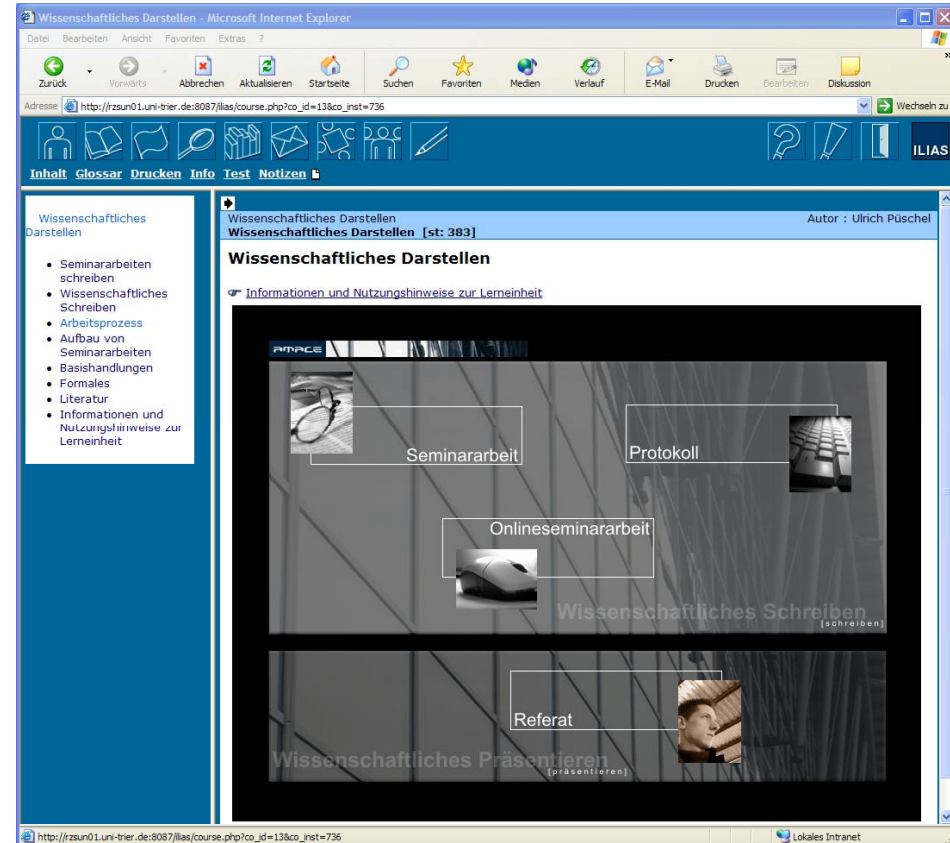 Wissenschaftliches Darstellen - Microsoft Internet Explorer
Datei Bearbeiten Ansicht Favoriten Extras ?
Zurück Vorwärts Abbrechen Aktualisieren Startseite Suchen Favoriten Medien Verlauf E-Mail Drucken Bearbeiten Diskussion
Adresse http://rzsun01.uni-trier.de:8087/ilias/course.php?co_id=13&co_inst=736 Wechseln zu
ILIAS
Inhalt Glossar Drucken Info Test Notizen
Wissenschaftliches
Darstellen
Seminararbeiten
schreiben
Wissenschaftliches
Schreiben
Arbeitsprozess
Aufbau von
Seminararbeiten
Basishandlungen
Formales
Literatur
Informationen und
Nutzungshinweise zur
Lerneinheit
Wissenschaftliches Darstellen Autor : Ulrich Püschel
Wissenschaftliches Darstellen [st: 383]
Wissenschaftliches Darstellen
Informationen und Nutzungshinweise zur Lerneinheit
amace
Seminararbeit
Protokoll
Onlineseminararbeit
Wissenschaftliches Schreiben
[schreiben]
Referat
Wissenschaftliches Präsentieren
[präsentieren]
http://rzsun01.uni-trier.de:8087/ilias/course.php?co_id=13&co_inst=736 Lokales Intranet